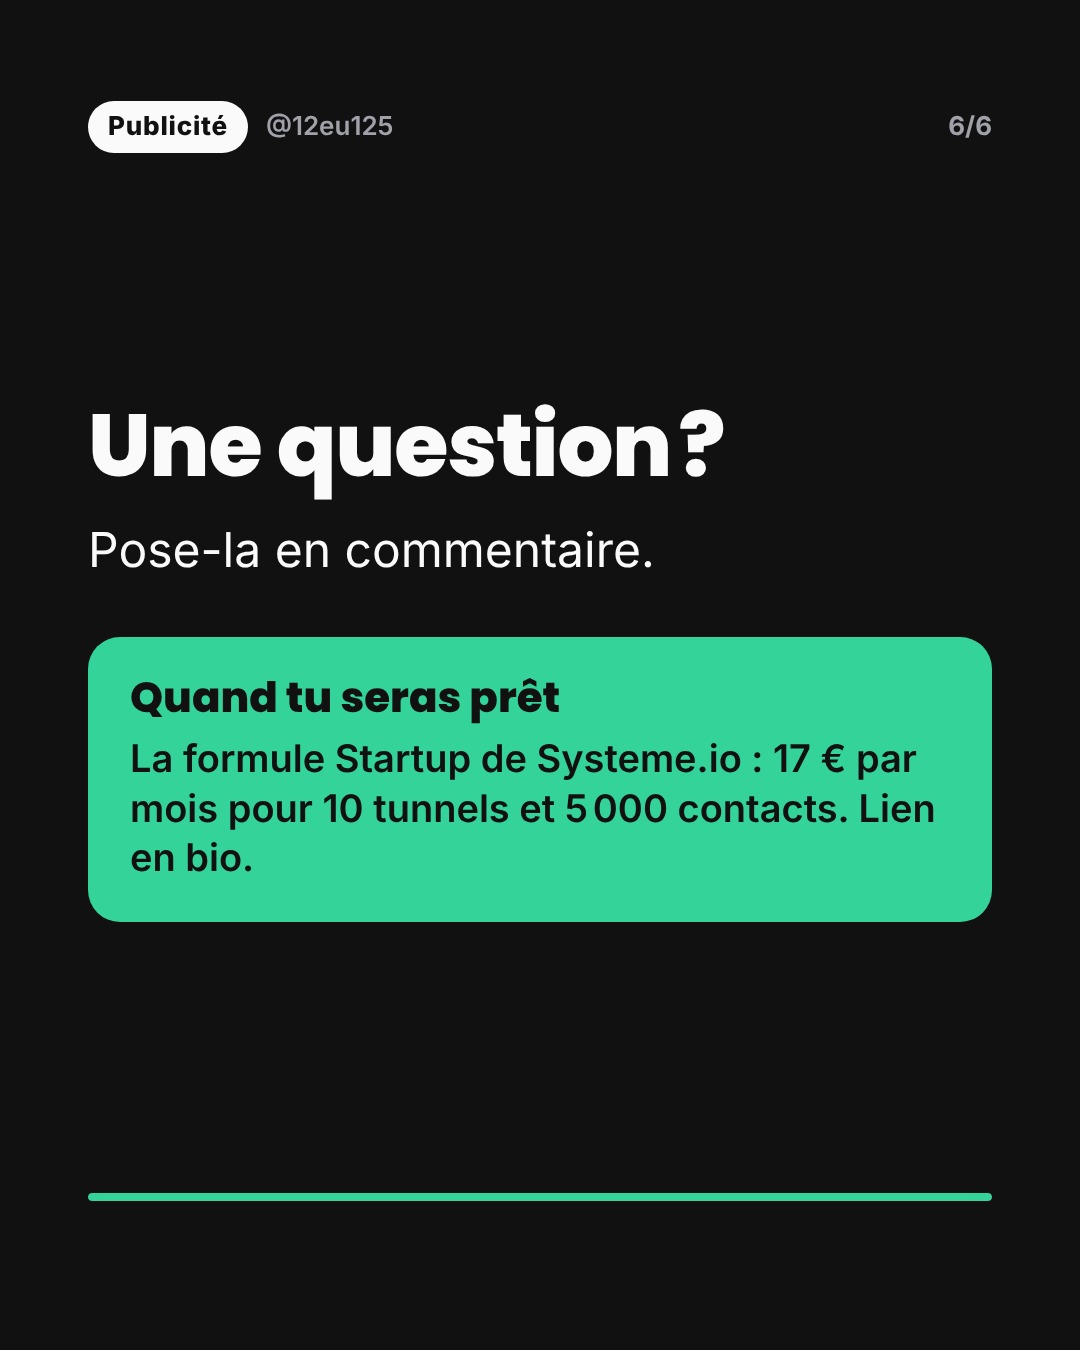 Publicité @12eu125 6/6
Une question ?
Pose-la en commentaire.
Quand tu seras prêt
La formule Startup de Systeme.io : 17 € par
mois pour 10 tunnels et 5 000 contacts. Lien
en bio.